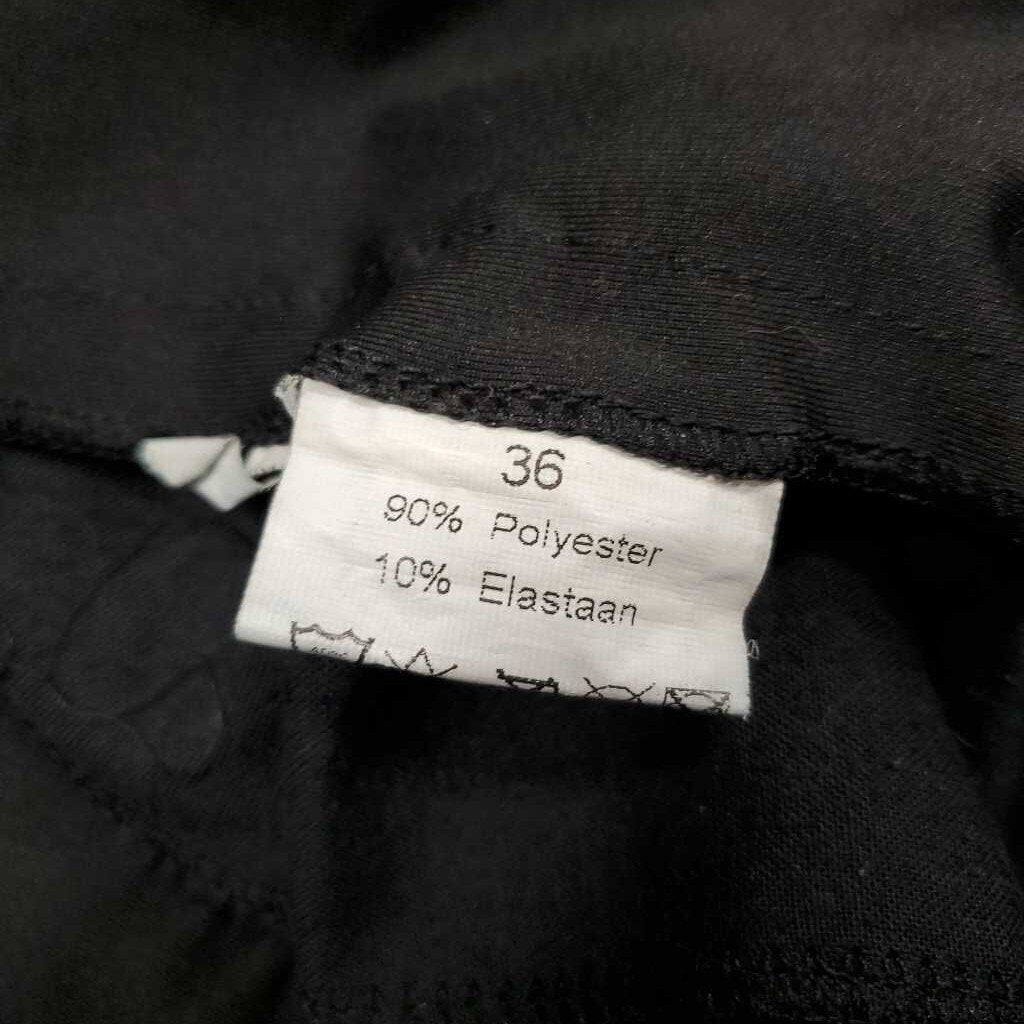 36
90% Polyester
10% Elastaan